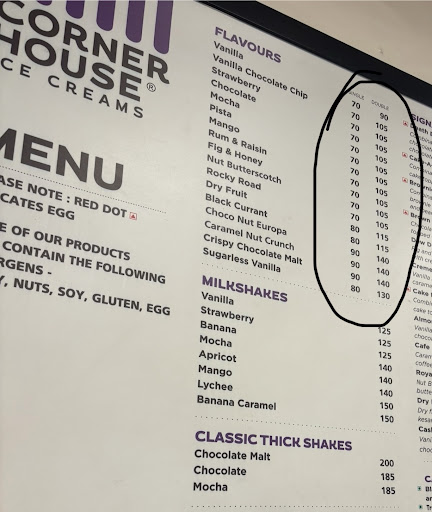 CORNER
HOUSE®
ICE CREAMS
MENU
ASE NOTE : RED DOT
CATES EGG
E OF OUR PRODUCTS
CONTAIN THE FOLLOWING
RGENS -
Y, NUTS, SOY, GLUTEN, EGG
FLAVOURS SINGLE DOUBLE
Vanilla 70 90
Vanilla Chocolate Chip 70 105
Strawberry 70 105
Chocolate 70 105
Mocha 70 105
Pista 70 105
Mango 70 105
Rum & Raisin 70 105
Fig & Honey 70 105
Nut Butterscotch 70 105
Rocky Road 70 105
Dry Fruit 80 115
Black Currant 80 115
Choco Nut Europa 90 140
Caramel Nut Crunch 90 140
Crispy Chocolate Malt 90 140
Sugarless Vanilla 80 130
MILKSHAKES
Vanilla 125
Strawberry 125
Banana 125
Mocha 140
Apricot 140
Mango 140
Lychee 150
Banana Caramel 150
CLASSIC THICK SHAKES
Chocolate Malt 200
Chocolate 185
Mocha 185
SIGN